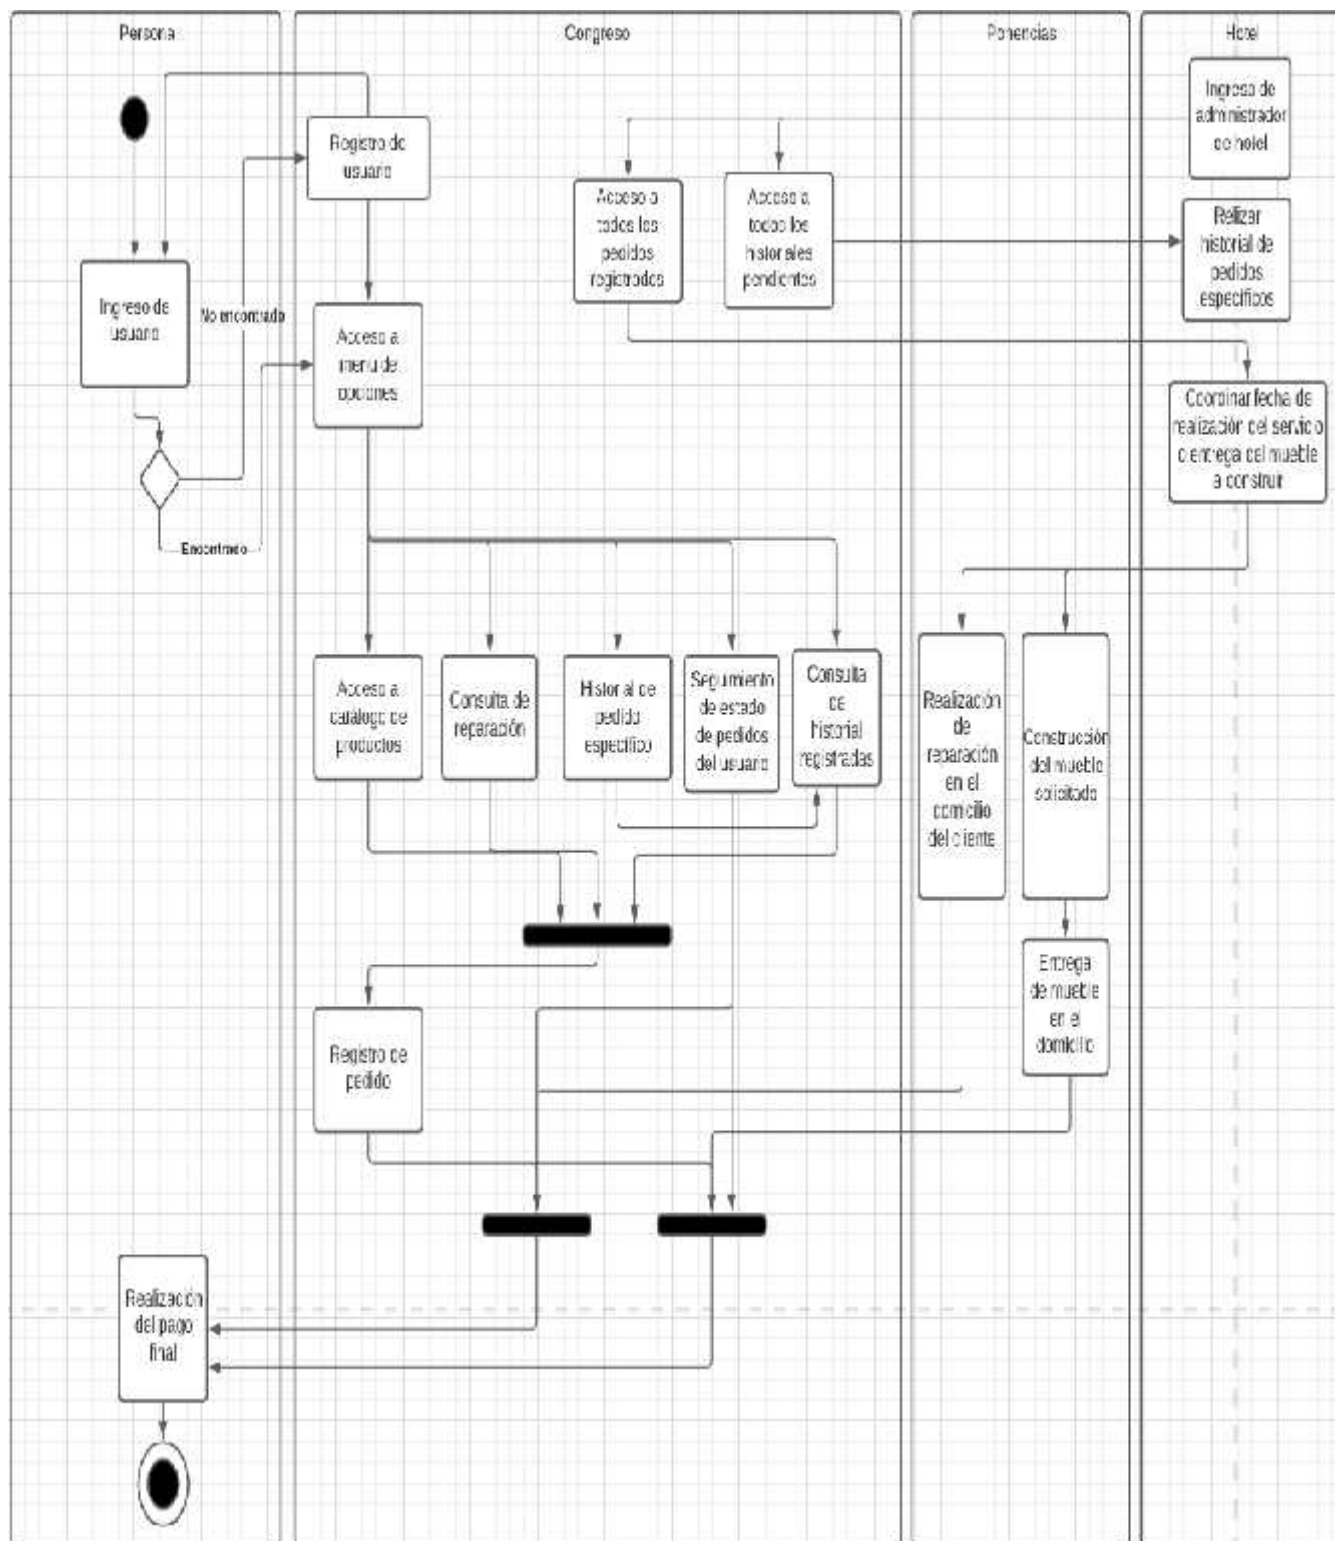 Persona
Congreso
Ponencias
Hotel
Ingreso de
administrador
de hotel
Registro de
usuario
Acceso a
todos los
pedidos
registrados
Acceso a
todos los
historiales
pendientes
Relizar
historial de
pedidos
específicos
Ingreso de
usuario
No encontrado
Acceso a
menu de
opciones
Coordinar fecha de
realización del servicio
o entrega del mueble
a construir
Encontrado
Acceso a
catálogo de
productos
Consulta de
reparación
Historial de
pedido
específico
Seguimiento
de estado
de pedidos
del usuario
Consulta
de
historial
registradas
Realización
de
reparación
en el
domicilio
del cliente
Construcción
del mueble
solicitado
Entrega
de mueble
en el
domicilio
Registro de
pedido
Realización
del pago
final